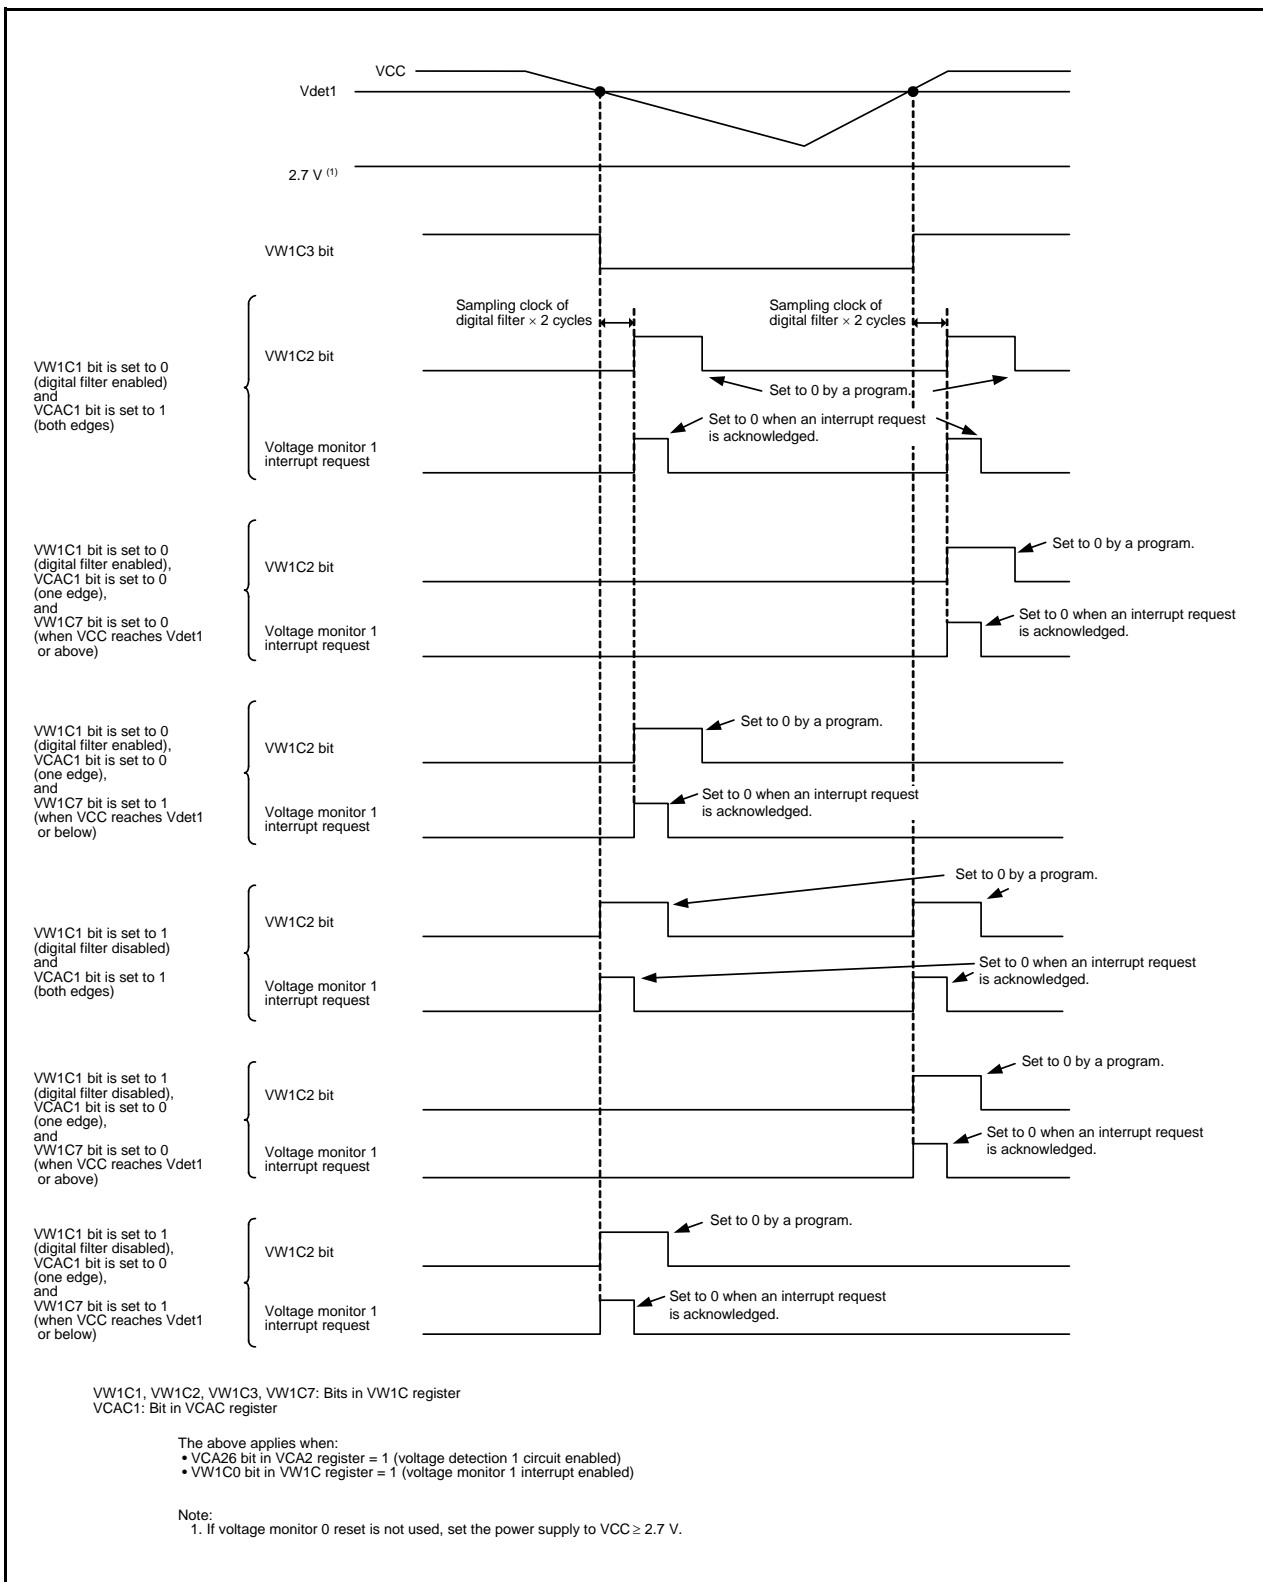 VCC
Vdet1
2.7 V (1)
VW1C3 bit
Sampling clock of
digital filter × 2 cycles
Sampling clock of
digital filter × 2 cycles
VW1C1 bit is set to 0
(digital filter enabled)
and
VCAC1 bit is set to 1
(both edges)
VW1C2 bit
Set to 0 by a program.
Voltage monitor 1
interrupt request
Set to 0 when an interrupt request
is acknowledged.
VW1C1 bit is set to 0
(digital filter enabled),
VCAC1 bit is set to 0
(one edge),
and
VW1C7 bit is set to 0
(when VCC reaches Vdet1
or above)
VW1C2 bit
Set to 0 by a program.
Voltage monitor 1
interrupt request
Set to 0 when an interrupt request
is acknowledged.
VW1C1 bit is set to 0
(digital filter enabled),
VCAC1 bit is set to 0
(one edge),
and
VW1C7 bit is set to 1
(when VCC reaches Vdet1
or below)
VW1C2 bit
Set to 0 by a program.
Voltage monitor 1
interrupt request
Set to 0 when an interrupt request
is acknowledged.
VW1C1 bit is set to 1
(digital filter disabled)
and
VCAC1 bit is set to 1
(both edges)
VW1C2 bit
Set to 0 by a program.
Voltage monitor 1
interrupt request
Set to 0 when an interrupt request
is acknowledged.
VW1C1 bit is set to 1
(digital filter disabled),
VCAC1 bit is set to 0
(one edge),
and
VW1C7 bit is set to 0
(when VCC reaches Vdet1
or above)
VW1C2 bit
Set to 0 by a program.
Voltage monitor 1
interrupt request
Set to 0 when an interrupt request
is acknowledged.
VW1C1 bit is set to 1
(digital filter disabled),
VCAC1 bit is set to 0
(one edge),
and
VW1C7 bit is set to 1
(when VCC reaches Vdet1
or below)
VW1C2 bit
Set to 0 by a program.
Voltage monitor 1
interrupt request
Set to 0 when an interrupt request
is acknowledged.
VW1C1, VW1C2, VW1C3, VW1C7: Bits in VW1C register
VCAC1: Bit in VCAC register
The above applies when:
• VCA26 bit in VCA2 register = 1 (voltage detection 1 circuit enabled)
• VW1C0 bit in VW1C register = 1 (voltage monitor 1 interrupt enabled)
Note:
1. If voltage monitor 0 reset is not used, set the power supply to VCC ≥ 2.7 V.